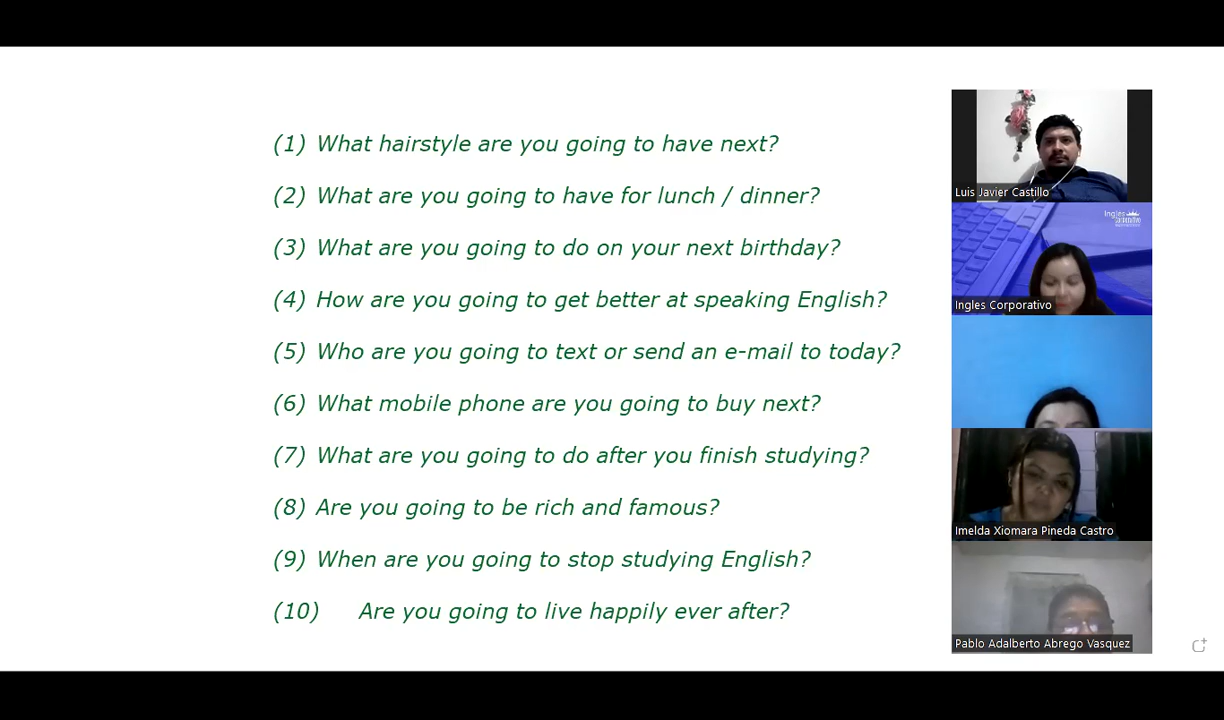 (1) What hairstyle are you going to have next?
(2) What are you going to have for lunch / dinner?
(3) What are you going to do on your next birthday?
(4) How are you going to get better at speaking English?
(5) Who are you going to text or send an e-mail to today?
(6) What mobile phone are you going to buy next?
(7) What are you going to do after you finish studying?
(8) Are you going to be rich and famous?
(9) When are you going to stop studying English?
(10) Are you going to live happily ever after?
Luis Javier Castillo
Ingles
Ingles Corporativo
Imelda Xiomara Pineda Castro
Pablo Adalberto Abrego Vasquez